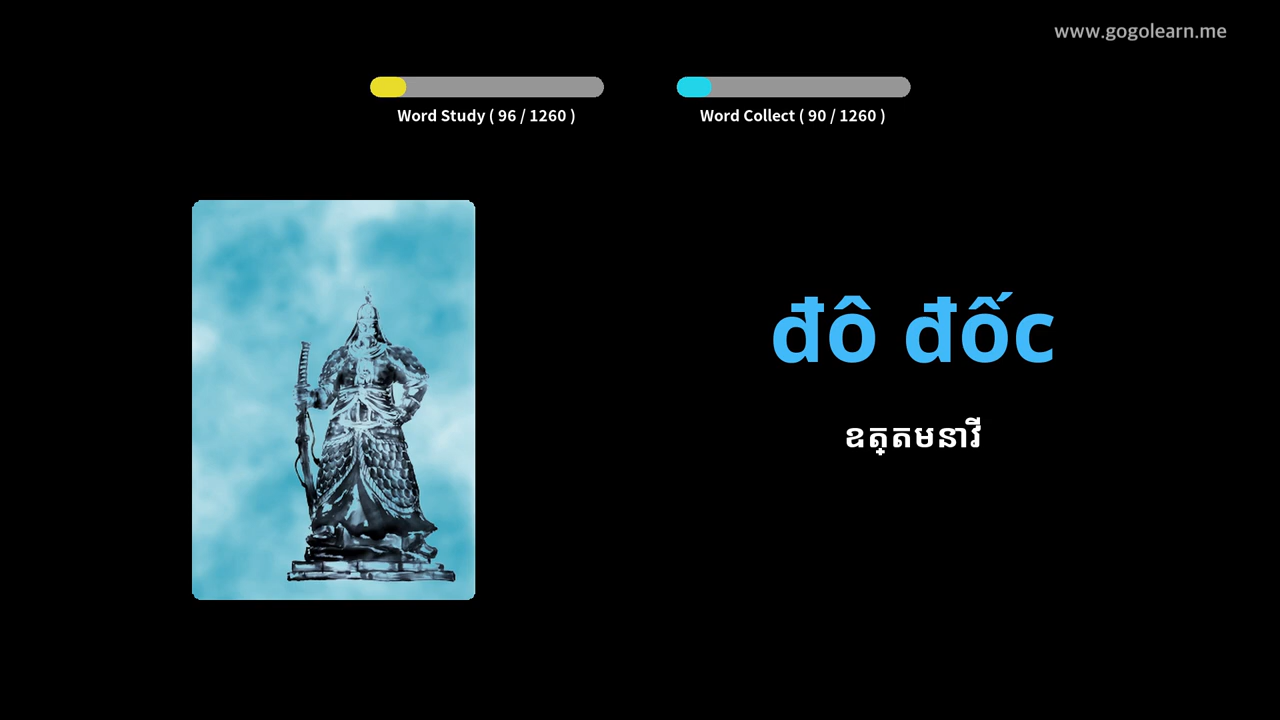 www.gogolearn.me
Word Study ( 96 / 1260 )
Word Collect ( 90 / 1260 )
đô đốc
ឧត្តមនាវី